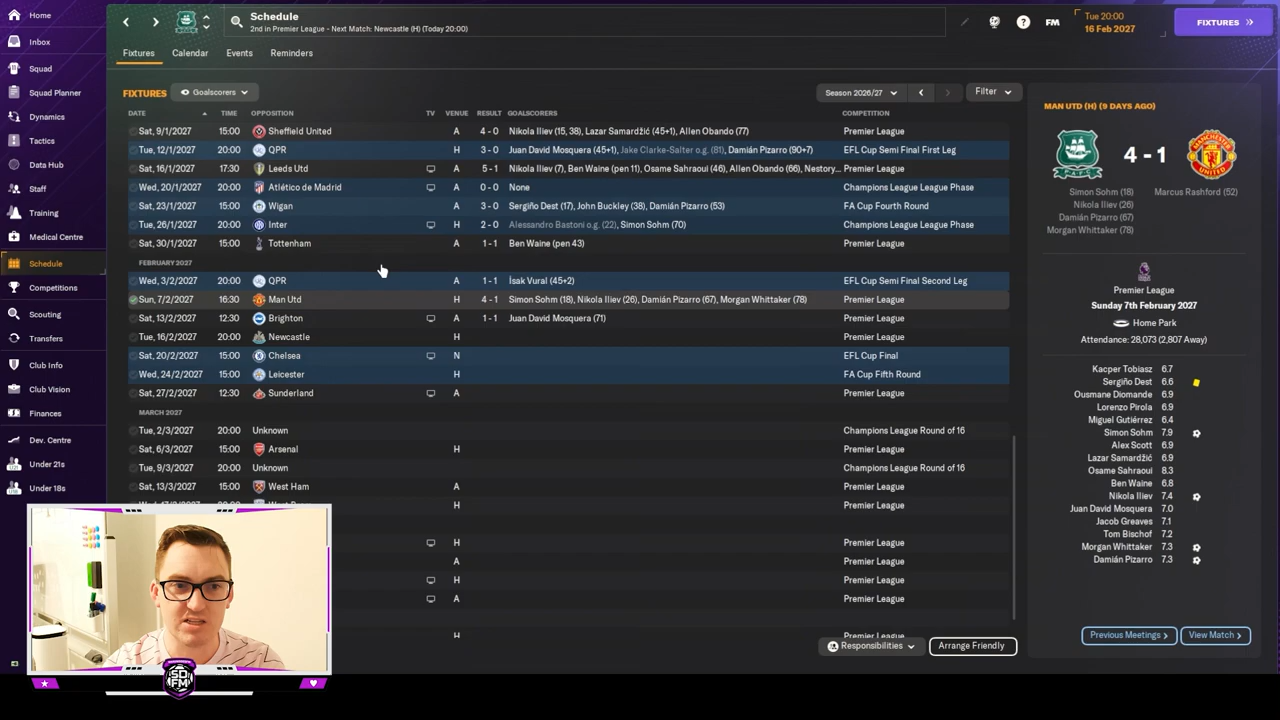 Home
Inbox
Squad
Squad Planner
Dynamics
Tactics
Data Hub
Staff
Training
Medical Centre
Schedule
Competitions
Scouting
Transfers
Club Info
Club Vision
Finances
Dev. Centre
Under 21s
Under 18s
Schedule
2nd in Premier League - Next Match: Newcastle (H) (Today 20:00)
FM
Tue 20:00
16 Feb 2027
FIXTURES
Fixtures Calendar Events Reminders
FIXTURES Goalscorers Season 2026/27 Filter
DATE TIME OPPOSITION TV VENUE RESULT GOALSCORERS COMPETITION
Sat, 9/1/2027 15:00 Sheffield United A 4 - 0 Nikola Iliev (15, 38), Lazar Samardžić (45+1), Allen Obando (77) Premier League
Tue, 12/1/2027 20:00 QPR H 3 - 0 Juan David Mosquera (45+1), Jake Clarke-Salter o.g. (81), Damián Pizarro (90+7) EFL Cup Semi Final First Leg
Sat, 16/1/2027 17:30 Leeds Utd A 5 - 1 Nikola Iliev (7), Ben Waine (pen 11), Osame Sahraoui (46), Allen Obando (66), Nestory... Premier League
Wed, 20/1/2027 20:00 Atlético de Madrid A 0 - 0 None Champions League League Phase
Sat, 23/1/2027 15:00 Wigan A 3 - 0 Sergiño Dest (17), John Buckley (38), Damián Pizarro (53) FA Cup Fourth Round
Tue, 26/1/2027 20:00 Inter H 2 - 0 Alessandro Bastoni o.g. (22), Simon Sohm (70) Champions League League Phase
Sat, 30/1/2027 15:00 Tottenham A 1 - 1 Ben Waine (pen 43) Premier League
FEBRUARY 2027
Wed, 3/2/2027 20:00 QPR A 1 - 1 Ísak Vural (45+2) EFL Cup Semi Final Second Leg
Sun, 7/2/2027 16:30 Man Utd H 4 - 1 Simon Sohm (18), Nikola Iliev (26), Damián Pizarro (67), Morgan Whittaker (78) Premier League
Sat, 13/2/2027 12:30 Brighton A 1 - 1 Juan David Mosquera (71) Premier League
Tue, 16/2/2027 20:00 Newcastle H Premier League
Sat, 20/2/2027 15:00 Chelsea N EFL Cup Final
Wed, 24/2/2027 15:00 Leicester H FA Cup Fifth Round
Sat, 27/2/2027 12:30 Sunderland A Premier League
MARCH 2027
Tue, 2/3/2027 20:00 Unknown Champions League Round of 16
Sat, 6/3/2027 15:00 Arsenal H Premier League
Tue, 9/3/2027 20:00 Unknown Champions League Round of 16
Sat, 13/3/2027 15:00 West Ham A Premier League
H Premier League
H Premier League
A Premier League
H Premier League
A Premier League
H Premier League
Responsibilities Arrange Friendly
MAN UTD (H) (9 DAYS AGO)
4 - 1
Simon Sohm (18) Marcus Rashford (52)
Nikola Iliev (26)
Damián Pizarro (67)
Morgan Whittaker (78)
Premier League
Sunday 7th February 2027
Home Park
Attendance: 28,073 (2,807 Away)
Kacper Tobiasz 6.7
Sergiño Dest 6.6
Ousmane Diomande 6.9
Lorenzo Pirola 6.9
Miguel Gutiérrez 6.4
Simon Sohm 7.9
Alex Scott 6.9
Lazar Samardžić 6.9
Osame Sahraoui 8.3
Ben Waine 6.8
Nikola Iliev 7.4
Juan David Mosquera 7.0
Jacob Greaves 7.1
Tom Bischof 7.2
Morgan Whittaker 7.3
Damián Pizarro 7.3
Previous Meetings View Match
SDFM